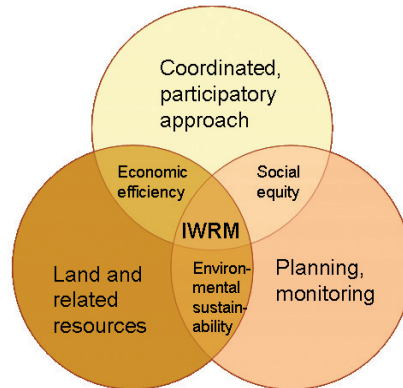 Coordinated,
participatory
approach
Economic
efficiency
Social
equity
IWRM
Land and
related
resources
Environ-
mental
sustain-
ability
Planning,
monitoring